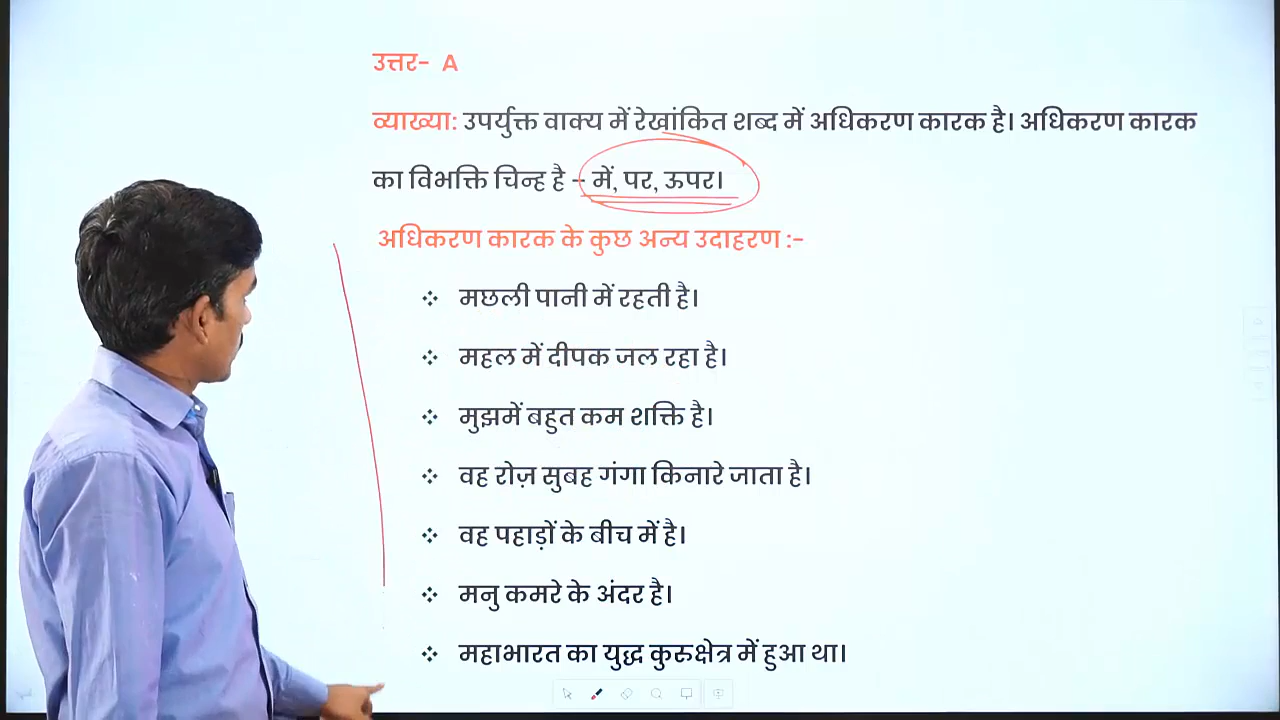 उत्तर- A
व्याख्या: उपर्युक्त वाक्य में रेखांकित शब्द में अधिकरण कारक है। अधिकरण कारक
का विभक्ति चिन्ह है – में, पर, ऊपर।
अधिकरण कारक के कुछ अन्य उदाहरण :-
❖ मछली पानी में रहती है।
❖ महल में दीपक जल रहा है।
❖ मुझमें बहुत कम शक्ति है।
❖ वह रोज़ सुबह गंगा किनारे जाता है।
❖ वह पहाड़ों के बीच में है।
❖ मनु कमरे के अंदर है।
❖ महाभारत का युद्ध कुरुक्षेत्र में हुआ था।